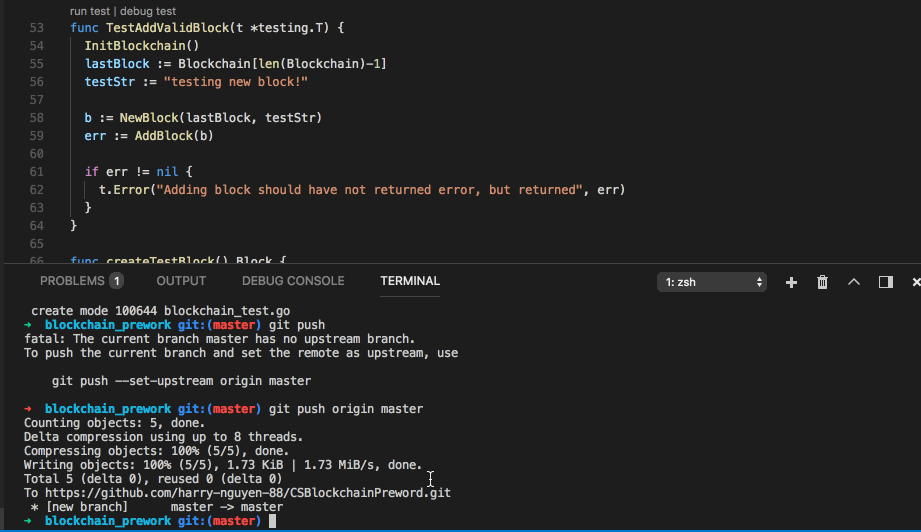 run test | debug test
53 func TestAddValidBlock(t *testing.T) {
54 InitBlockchain()
55 lastBlock := Blockchain[len(Blockchain)-1]
56 testStr := "testing new block!"
57
58 b := NewBlock(lastBlock, testStr)
59 err := AddBlock(b)
60
61 if err != nil {
62 t.Error("Adding block should have not returned error, but returned", err)
63 }
64 }
65
66 func createTestBlock() Block {
PROBLEMS 1 OUTPUT DEBUG CONSOLE TERMINAL 1: zsh
create mode 100644 blockchain_test.go
➜ blockchain_prework git:(master) git push
fatal: The current branch master has no upstream branch.
To push the current branch and set the remote as upstream, use
git push --set-upstream origin master
➜ blockchain_prework git:(master) git push origin master
Counting objects: 5, done.
Delta compression using up to 8 threads.
Compressing objects: 100% (5/5), done.
Writing objects: 100% (5/5), 1.73 KiB | 1.73 MiB/s, done.
Total 5 (delta 0), reused 0 (delta 0)
To https://github.com/harry-nguyen-88/CSBlockchainPreword.git
* [new branch] master -> master
➜ blockchain_prework git:(master)